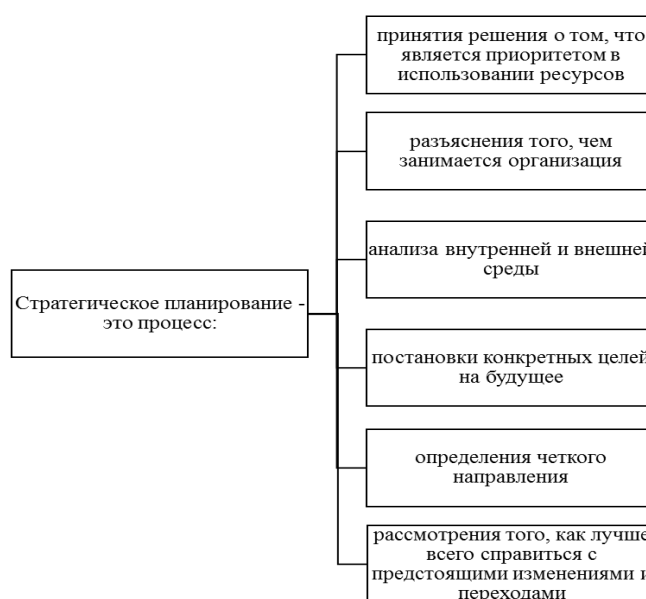 принятия решения о том, что
является приоритетом в
использовании ресурсов
разъяснения того, чем
занимается организация
анализа внутренней и внешней
среды
Стратегическое планирование -
это процесс:
постановки конкретных целей
на будущее
определения четкого
направления
рассмотрения того, как лучше
всего справиться с
предстоящими изменениями и
переходами